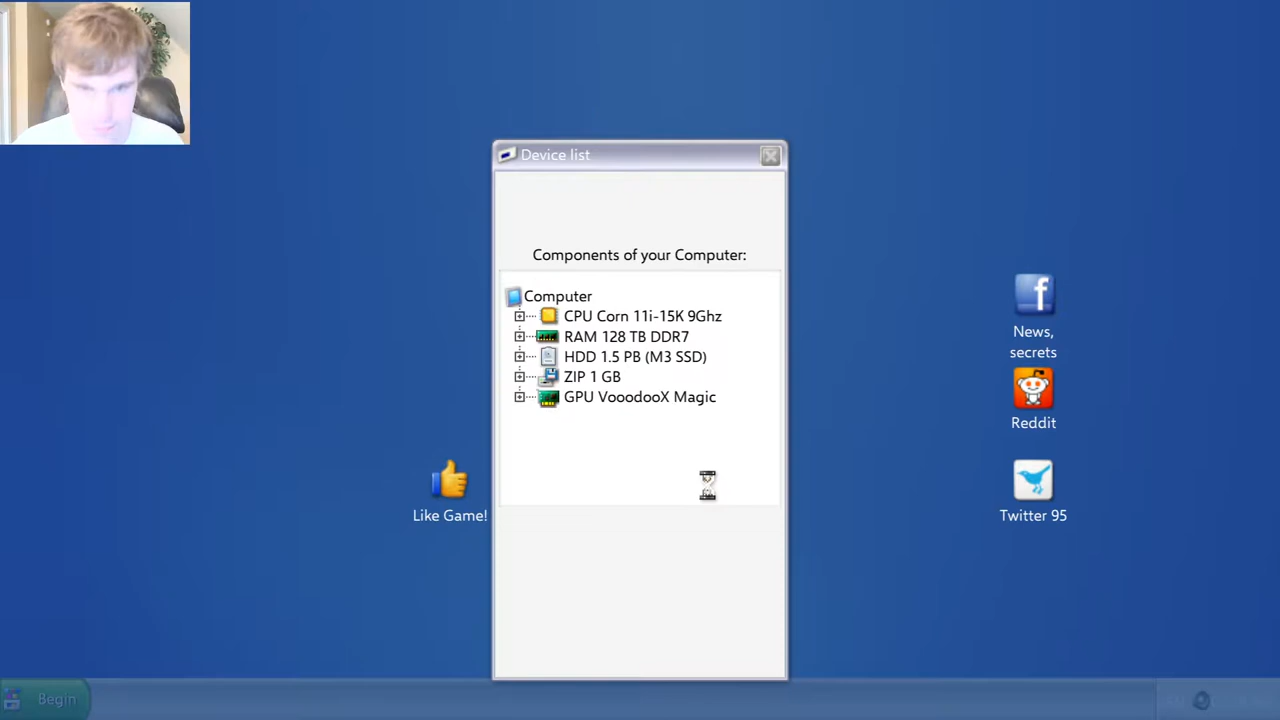 Device list
Components of your Computer:
Computer
CPU Corn 11i-15K 9Ghz
RAM 128 TB DDR7
HDD 1.5 PB (M3 SSD)
ZIP 1 GB
GPU VooodooX Magic
News,
secrets
Reddit
Like Game!
Twitter 95
Begin